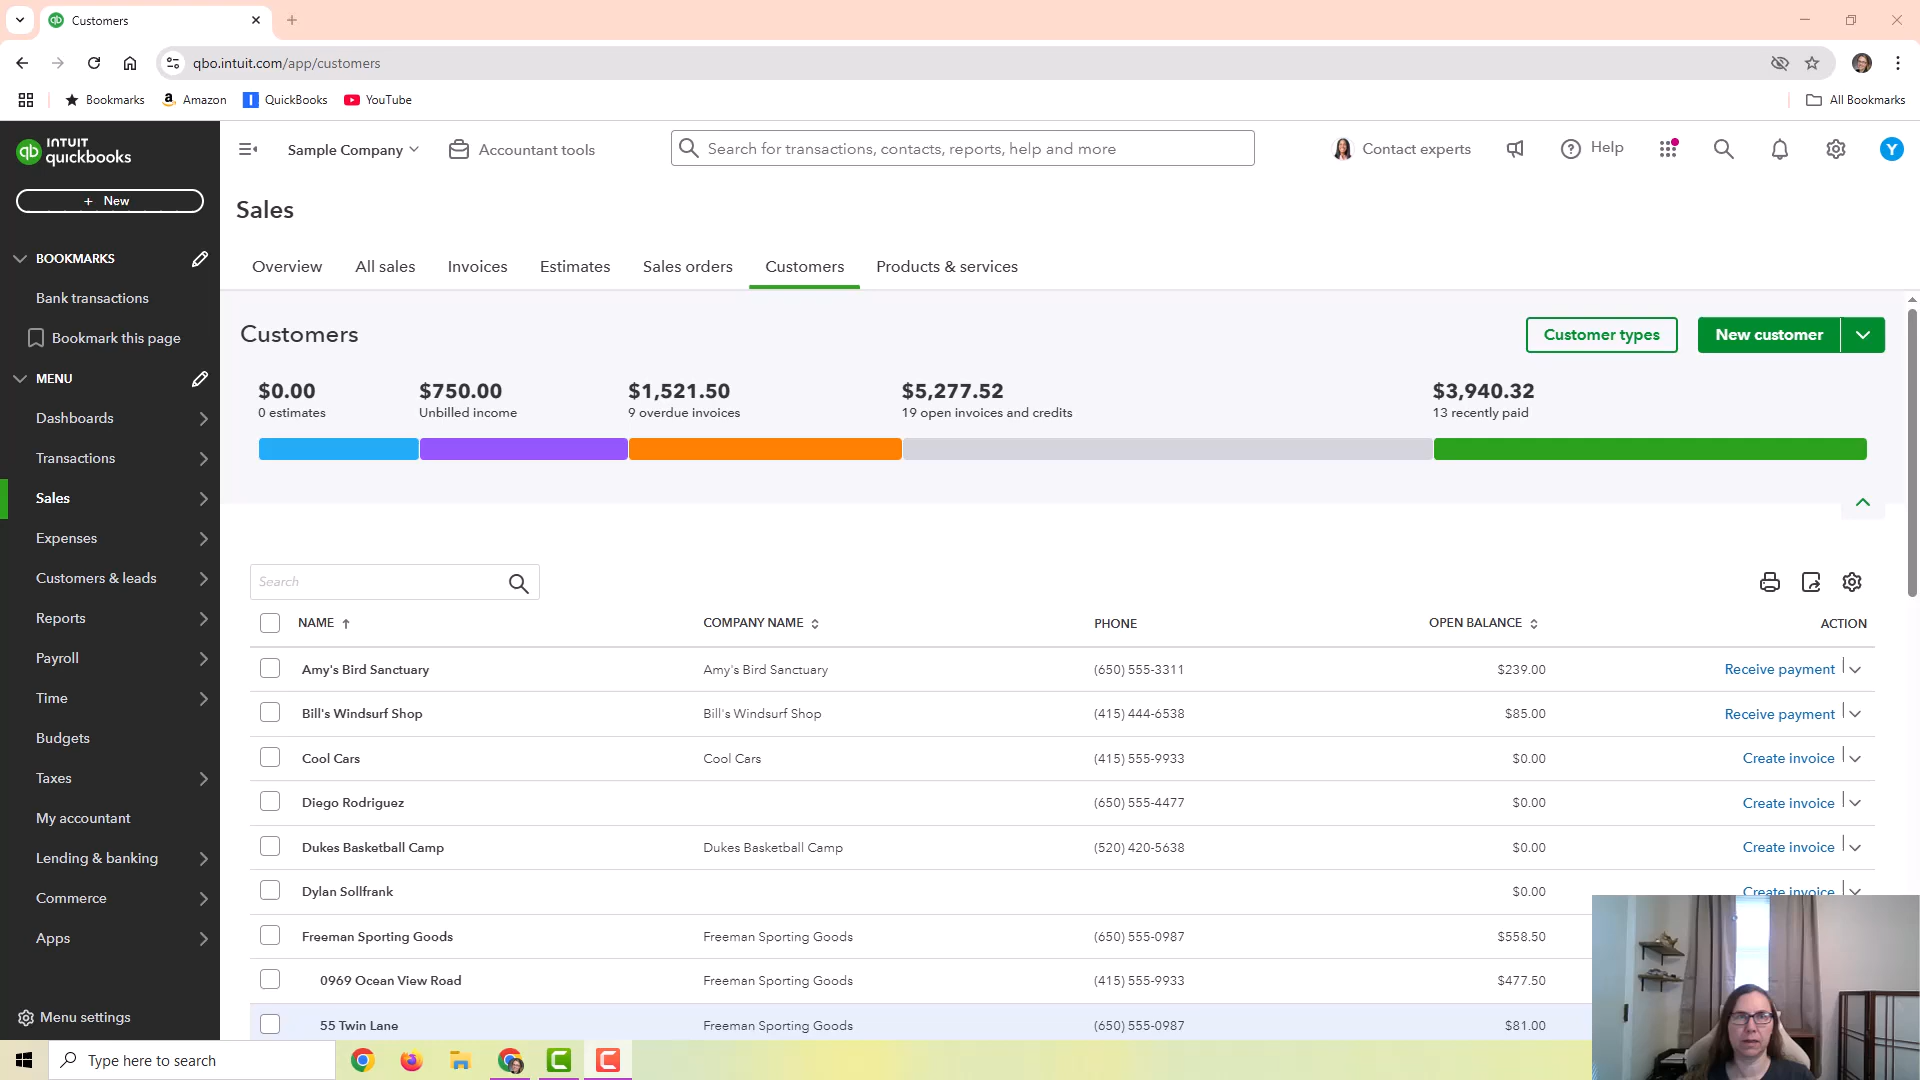 Customers
qbo.intuit.com/app/customers
Bookmarks
Amazon
QuickBooks
YouTube
All Bookmarks
qb INTUIT quickbooks
Sample Company
Accountant tools
Search for transactions, contacts, reports, help and more
Contact experts
Help
Y
+ New
BOOKMARKS
Bank transactions
Bookmark this page
MENU
Dashboards
Transactions
Sales
Expenses
Customers & leads
Reports
Payroll
Time
Budgets
Taxes
My accountant
Lending & banking
Commerce
Apps
Menu settings
Sales
Overview All sales Invoices Estimates Sales orders Customers Products & services
Customers
Customer types
New customer
$0.00 $750.00 $1,521.50 $5,277.52 $3,940.32
0 estimates Unbilled income 9 overdue invoices 19 open invoices and credits 13 recently paid
Search
NAME COMPANY NAME PHONE OPEN BALANCE ACTION
Amy's Bird Sanctuary Amy's Bird Sanctuary (650) 555-3311 $239.00 Receive payment
Bill's Windsurf Shop Bill's Windsurf Shop (415) 444-6538 $85.00 Receive payment
Cool Cars Cool Cars (415) 555-9933 $0.00 Create invoice
Diego Rodriguez (650) 555-4477 $0.00 Create invoice
Dukes Basketball Camp Dukes Basketball Camp (520) 420-5638 $0.00 Create invoice
Dylan Sollfrank $0.00 Create invoice
Freeman Sporting Goods Freeman Sporting Goods (650) 555-0987 $558.50
0969 Ocean View Road Freeman Sporting Goods (415) 555-9933 $477.50
55 Twin Lane Freeman Sporting Goods (650) 555-0987 $81.00
Type here to search